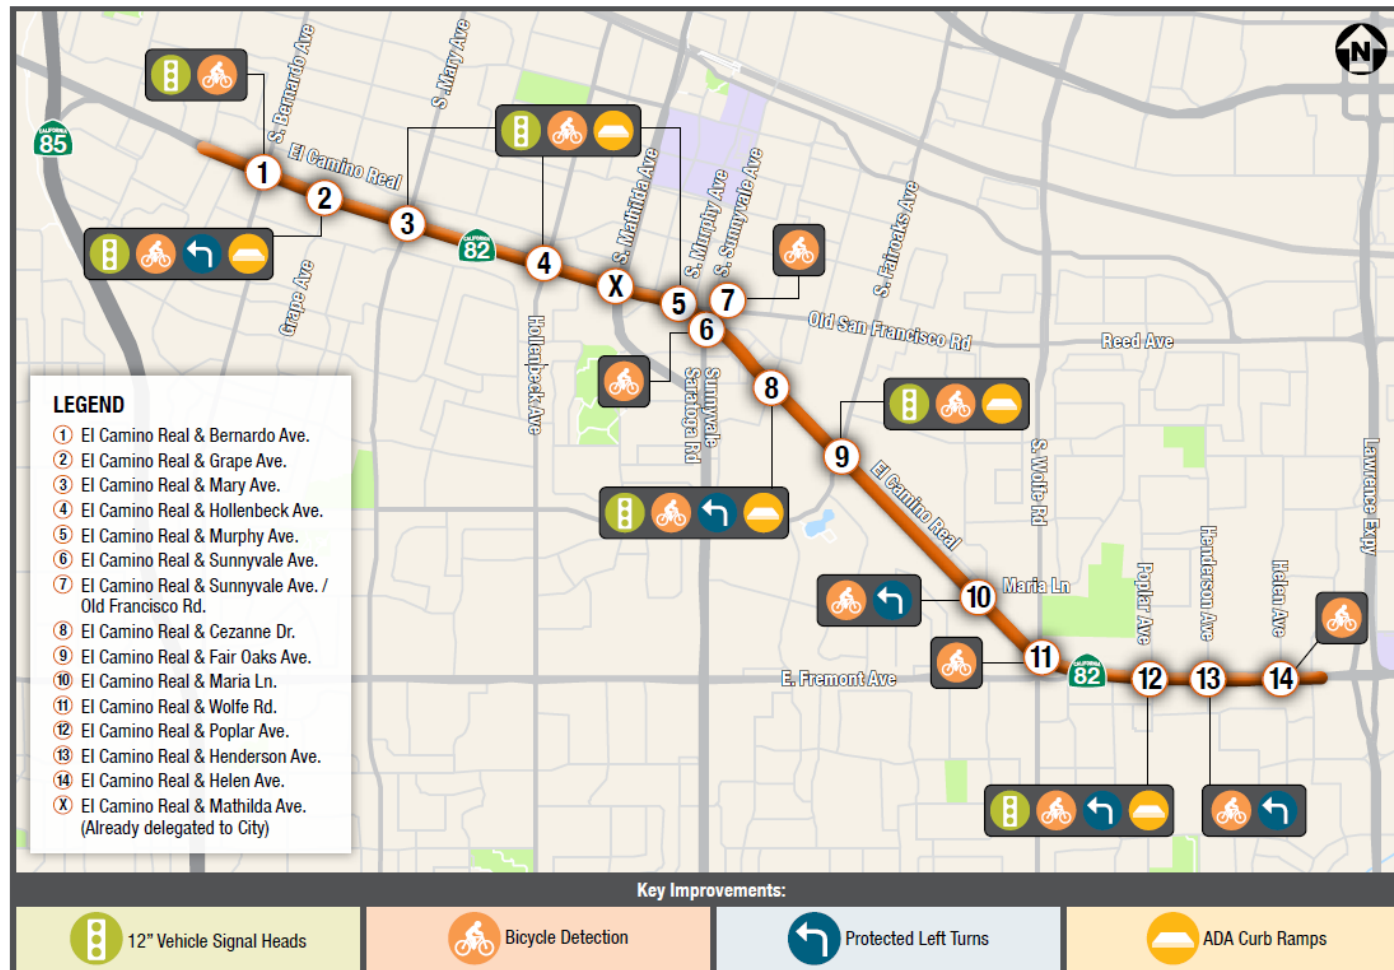 N
S. Bernardo Ave
S .Mary Ave
CALIFORNIA
85
El Camino Real
1
2
3
CALIFORNIA
82
4
X
5
6
7
S. Mathilda Ave
S. Murphy Ave
S. Sunnyvale Ave
S. Fairoaks Ave
Grape Ave
Hollenbeck Ave
Sunnyvale
Saratoga Rd
Old San Francisco Rd
Reed Ave
8
9
El Camino Real
S. Wolfe Rd
Lawrence Expy
10
Maria Ln
Poplar Ave
Henderson Ave
Helen Ave
11
E. Fremont Ave
CALIFORNIA
82
12
13
14
LEGEND
1 El Camino Real & Bernardo Ave.
2 El Camino Real & Grape Ave.
3 El Camino Real & Mary Ave.
4 El Camino Real & Hollenbeck Ave.
5 El Camino Real & Murphy Ave.
6 El Camino Real & Sunnyvale Ave.
7 El Camino Real & Sunnyvale Ave. /
Old Francisco Rd.
8 El Camino Real & Cezanne Dr.
9 El Camino Real & Fair Oaks Ave.
10 El Camino Real & Maria Ln.
11 El Camino Real & Wolfe Rd.
12 El Camino Real & Poplar Ave.
13 El Camino Real & Henderson Ave.
14 El Camino Real & Helen Ave.
X El Camino Real & Mathilda Ave.
(Already delegated to City)
Key Improvements:
12” Vehicle Signal Heads
Bicycle Detection
Protected Left Turns
ADA Curb Ramps